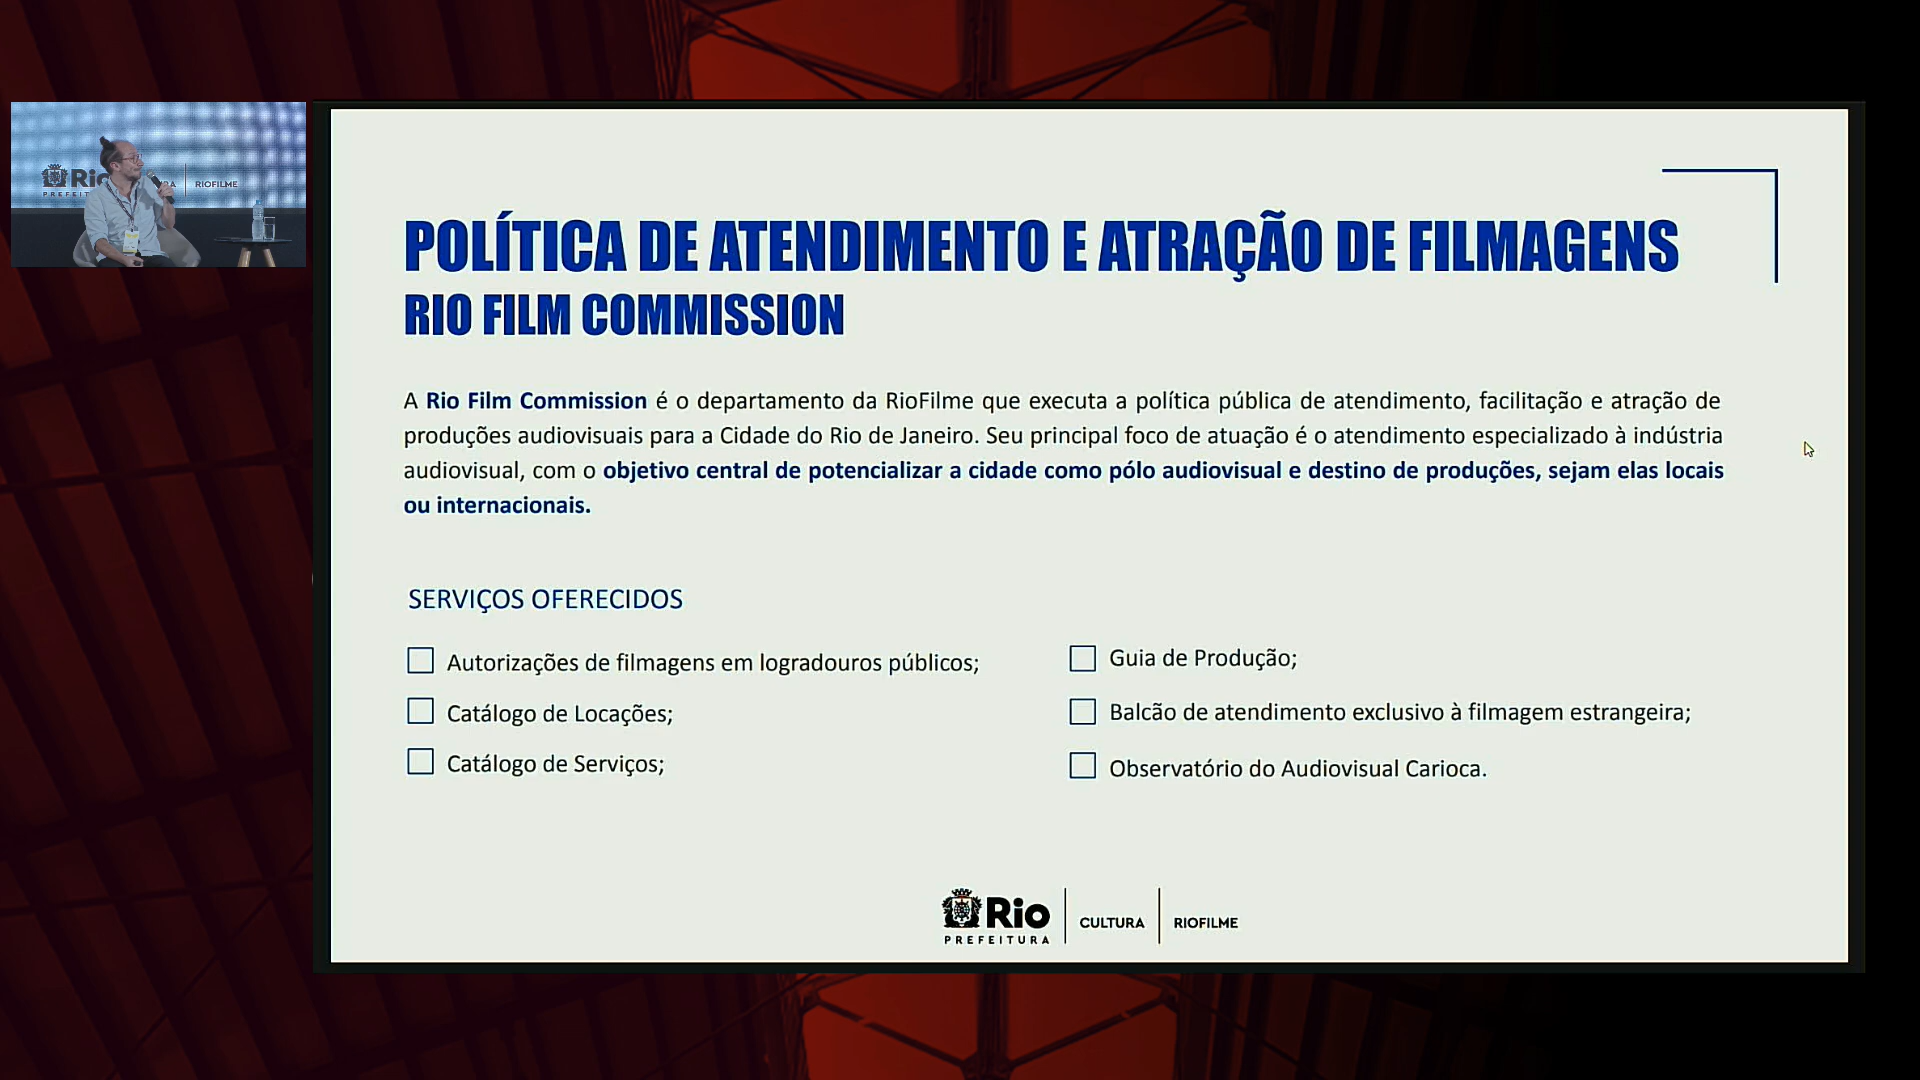 POLÍTICA DE ATENDIMENTO E ATRAÇÃO DE FILMAGENS
RIO FILM COMMISSION
A Rio Film Commission é o departamento da RioFilme que executa a política pública de atendimento, facilitação e atração de
produções audiovisuais para a Cidade do Rio de Janeiro. Seu principal foco de atuação é o atendimento especializado à indústria
audiovisual, com o objetivo central de potencializar a cidade como pólo audiovisual e destino de produções, sejam elas locais
ou internacionais.
SERVIÇOS OFERECIDOS
Autorizações de filmagens em logradouros públicos;
Catálogo de Locações;
Catálogo de Serviços;
Guia de Produção;
Balcão de atendimento exclusivo à filmagem estrangeira;
Observatório do Audiovisual Carioca.
Rio
PREFEITURA
CULTURA
RIOFILME
RIOFILME